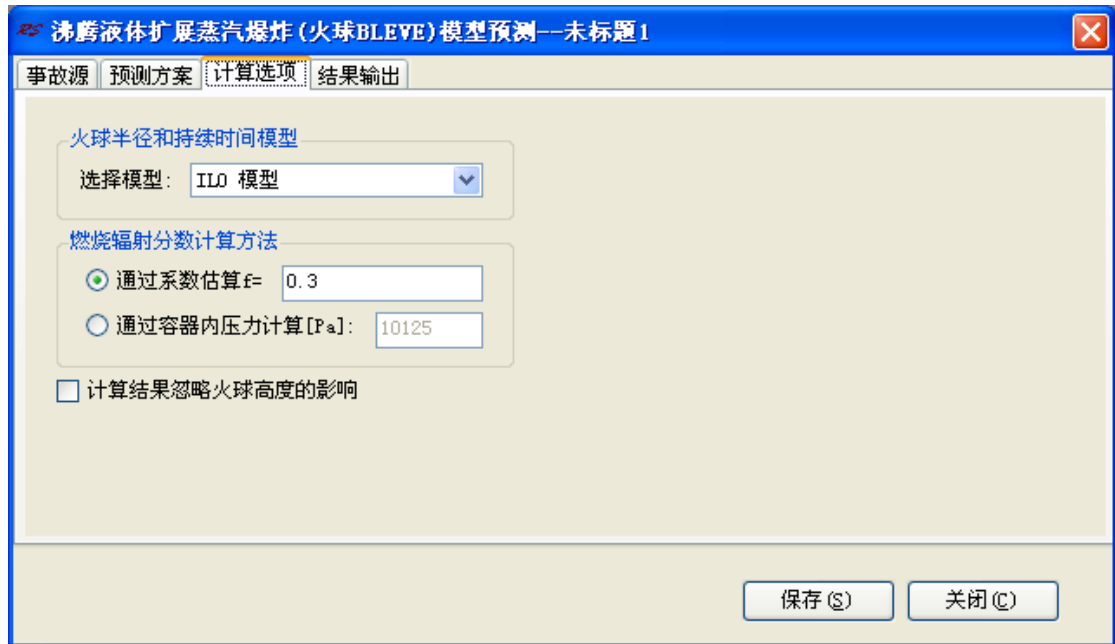 RS 沸腾液体扩展蒸汽爆炸(火球BLEVE)模型预测--未标题1
事故源 预测方案 计算选项 结果输出
火球半径和持续时间模型
选择模型: ILO 模型
燃烧辐射分数计算方法
通过系数估算f= 0.3
通过容器内压力计算[Pa]: 10125
计算结果忽略火球高度的影响
保存(S) 关闭(C)